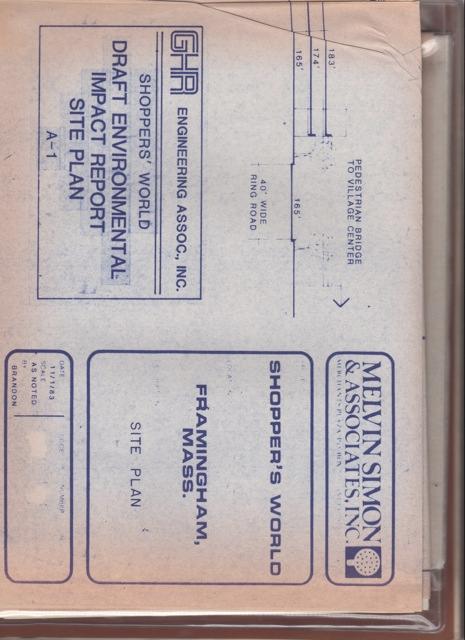 183'
174'
165'
165'
PEDESTRIAN BRIDGE
TO VILLAGE CENTER
40' WIDE
RING ROAD
GHR ENGINEERING ASSOC., INC.
SHOPPERS' WORLD
DRAFT ENVIRONMENTAL
IMPACT REPORT
SITE PLAN
A-1
MELVIN SIMON
& ASSOCIATES, INC.
SHOPPER'S WORLD
FRAMINGHAM,
MASS.
SITE PLAN
DATE
11/1/83
SCALE
AS NOTED
BY
BRANDON